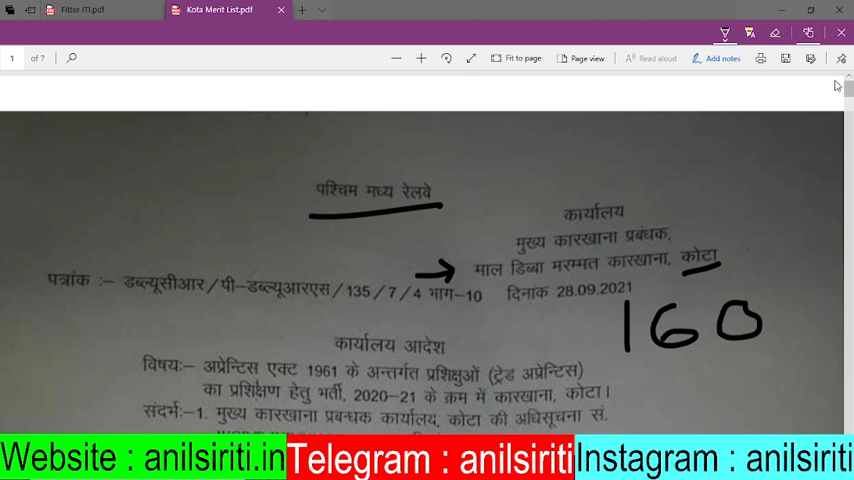 Fitter ITI.pdf
Kota Merit List.pdf
1 of 7
Fit to page
Page view
Read aloud
Add notes
पश्चिम मध्य रेलवे
कार्यालय
मुख्य कारखाना प्रबंधक,
माल डिब्बा मरम्मत कारखाना, कोटा
पत्रांक :- डब्ल्यूसीआर/पी-डब्ल्यूआरएस/135/7/4 भाग-10 दिनांक 28.09.2021
160
कार्यालय आदेश
विषय:- अप्रेन्टिस एक्ट 1961 के अन्तर्गत प्रशिक्षुओं (ट्रेड अप्रेन्टिस)
का प्रशिक्षण हेतु भर्ती, 2020-21 के क्रम में कारखाना, कोटा।
संदर्भ:- 1. मुख्य कारखाना प्रबन्धक कार्यालय, कोटा की अधिसूचना सं.
Website : anilsiriti.in
Telegram : anilsiriti
Instagram : anilsiriti